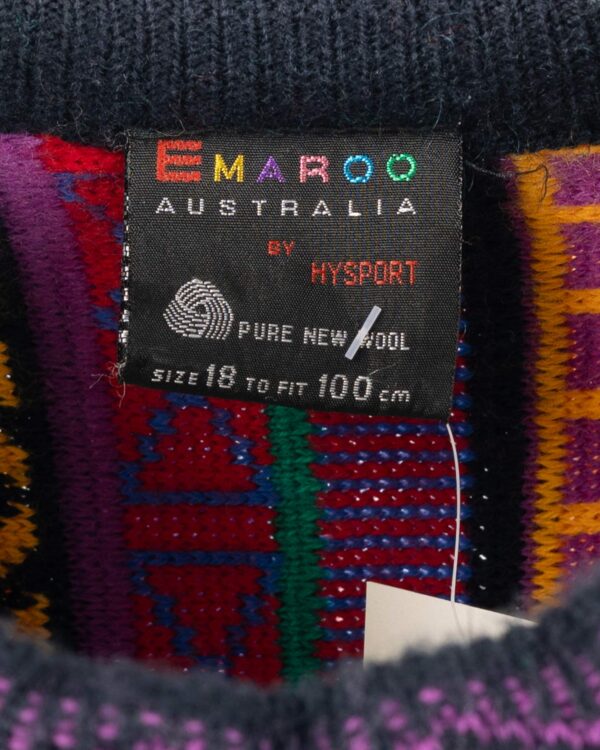 EMAROO
AUSTRALIA
BY
HYSPORT
PURE NEW WOOL
SIZE 18 TO FIT 100 cm